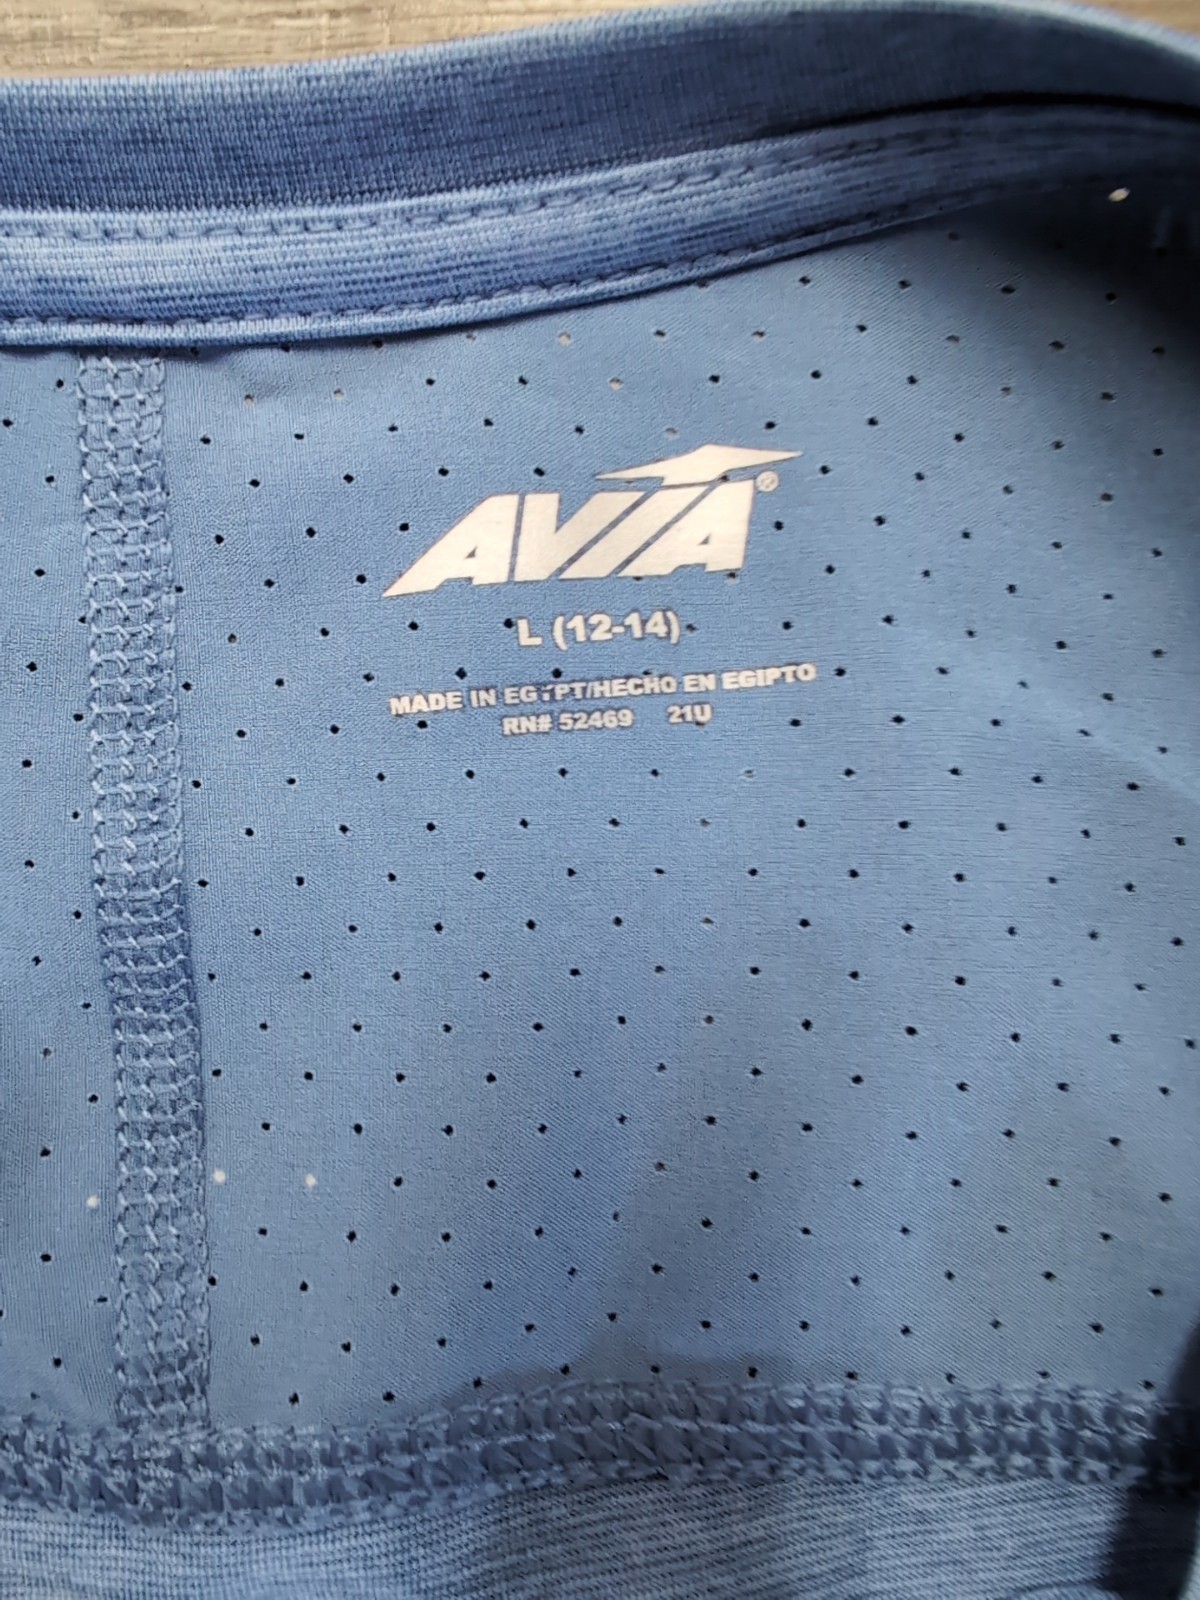 AVIA®
L (12-14)
MADE IN EGYPT/HECHO EN EGIPTO
RN# 52469 21U